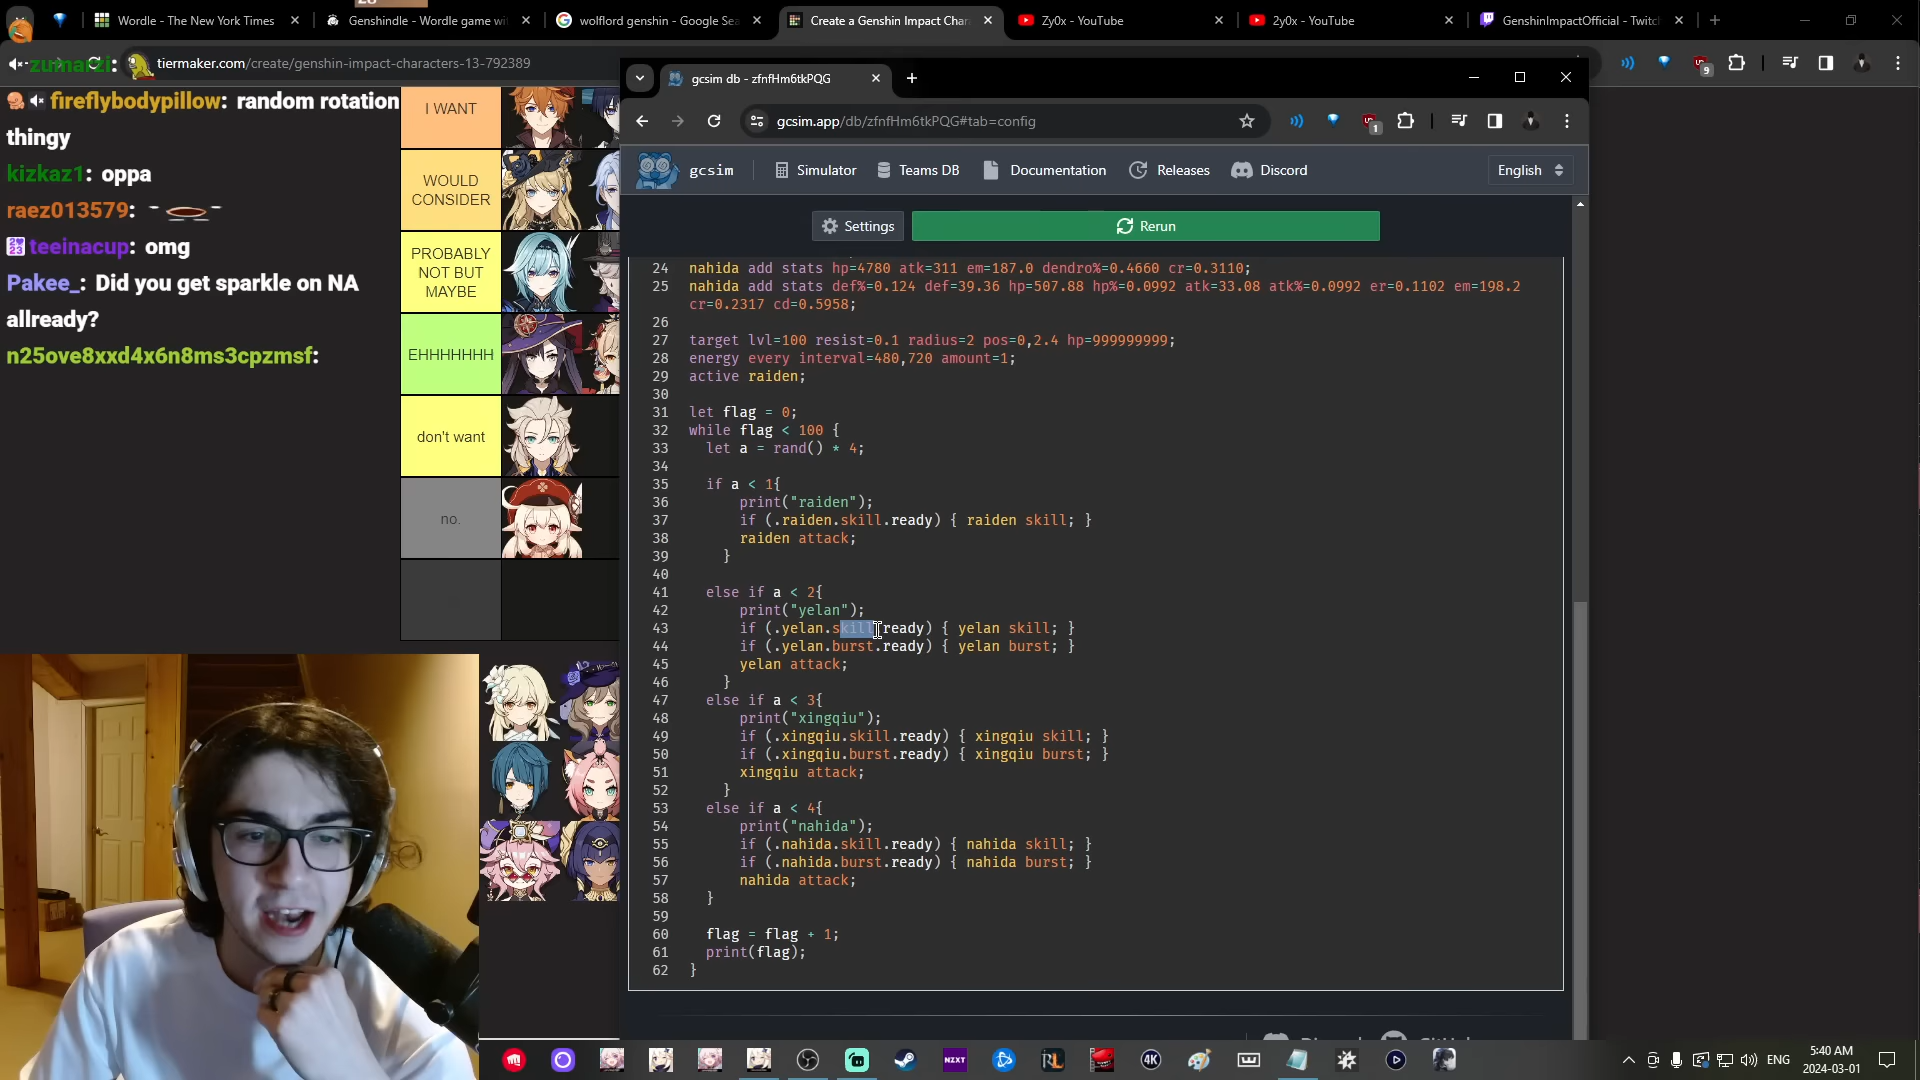 Wordle - The New York Times
Genshindle - Wordle game wit
wolflord genshin - Google Sea
Create a Genshin Impact Char
Zy0x - YouTube
2y0x - YouTube
GenshinImpactOfficial - Twitch
zumarzi:
tiermaker.com/create/genshin-impact-characters-13-792389
9
fireflybodypillow: random rotation
thingy
kizkaz1: oppa
raez013579:
teeinacup: omg
Pakee_: Did you get sparkle on NA
allready?
n25ove8xxd4x6n8ms3cpzmsf:
I WANT
WOULD
CONSIDER
PROBABLY
NOT BUT
MAYBE
EHHHHHHH
don't want
no.
gcsim db - zfnfHm6tkPQG
gcsim.app/db/zfnfHm6tkPQG#tab=config
1
gcsim
Simulator
Teams DB
Documentation
Releases
Discord
English
Settings
Rerun
24 nahida add stats hp=4780 atk=311 em=187.0 dendro%=0.4660 cr=0.3110;
25 nahida add stats def%=0.124 def=39.36 hp=507.88 hp%=0.0992 atk=33.08 atk%=0.0992 er=0.1102 em=198.2
cr=0.2317 cd=0.5958;
26
27 target lvl=100 resist=0.1 radius=2 pos=0,2.4 hp=999999999;
28 energy every interval=480,720 amount=1;
29 active raiden;
30
31 let flag = 0;
32 while flag < 100 {
33 let a = rand() * 4;
34
35 if a < 1{
36 print("raiden");
37 if (.raiden.skill.ready) { raiden skill; }
38 raiden attack;
39 }
40
41 else if a < 2{
42 print("yelan");
43 if (.yelan.skill.ready) { yelan skill; }
44 if (.yelan.burst.ready) { yelan burst; }
45 yelan attack;
46 }
47 else if a < 3{
48 print("xingqiu");
49 if (.xingqiu.skill.ready) { xingqiu skill; }
50 if (.xingqiu.burst.ready) { xingqiu burst; }
51 xingqiu attack;
52 }
53 else if a < 4{
54 print("nahida");
55 if (.nahida.skill.ready) { nahida skill; }
56 if (.nahida.burst.ready) { nahida burst; }
57 nahida attack;
58 }
59
60 flag = flag + 1;
61 print(flag);
62 }
NZXT
RL
4K
ENG
5:40 AM
2024-03-01